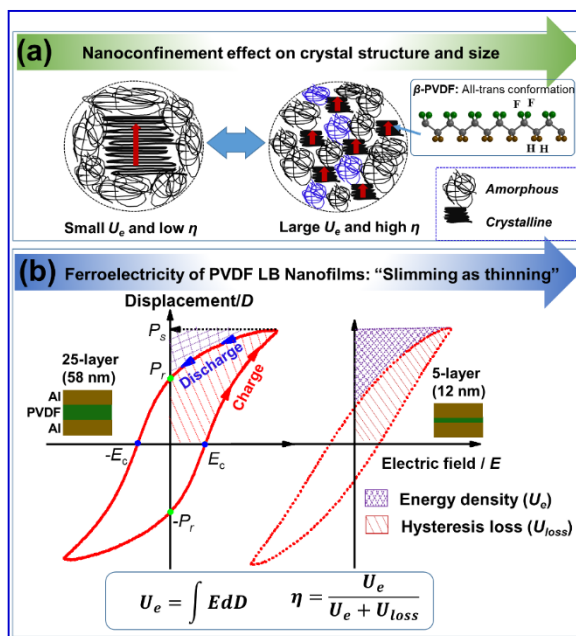 (a)
Nanoconfinement effect on crystal structure and size
β-PVDF: All-trans conformation
F F
H H
Small Ue and low η
Large Ue and high η
Amorphous
Crystalline
(b)
Ferroelectricity of PVDF LB Nanofilms: “Slimming as thinning”
Displacement/D
Ps
25-layer
(58 nm)
Al
PVDF
Al
Pr
Discharge
Charge
5-layer
(12 nm)
-Ec
Ec
Electric field / E
-Pr
Energy density (Ue)
Hysteresis loss (Uloss)
Ue = ∫ EdD
η = Ue / (Ue + Uloss)